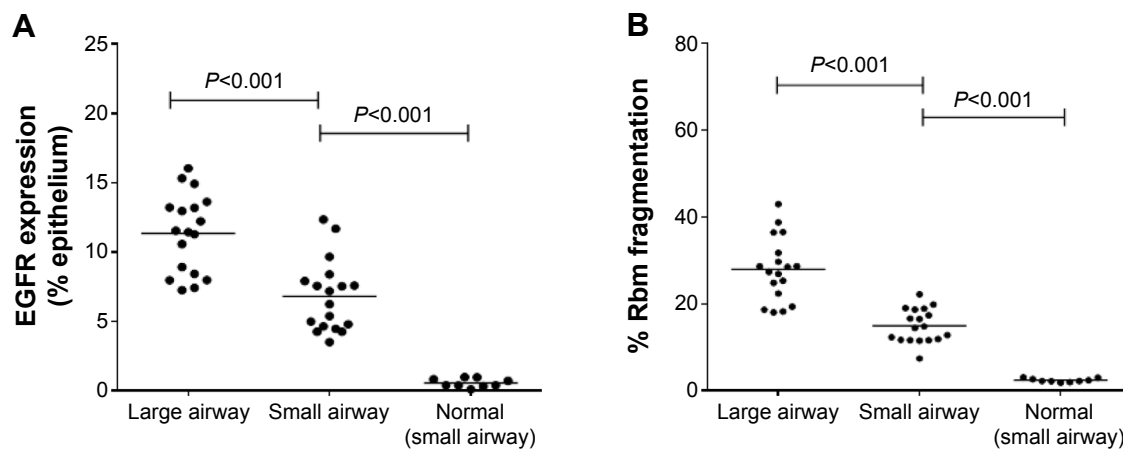 A
EGFR expression
(% epithelium)
25
20
15
10
5
0
P<0.001
P<0.001
Large airway
Small airway
Normal
(small airway)
B
% Rbm fragmentation
80
60
40
20
0
P<0.001
P<0.001
Large airway
Small airway
Normal
(small airway)